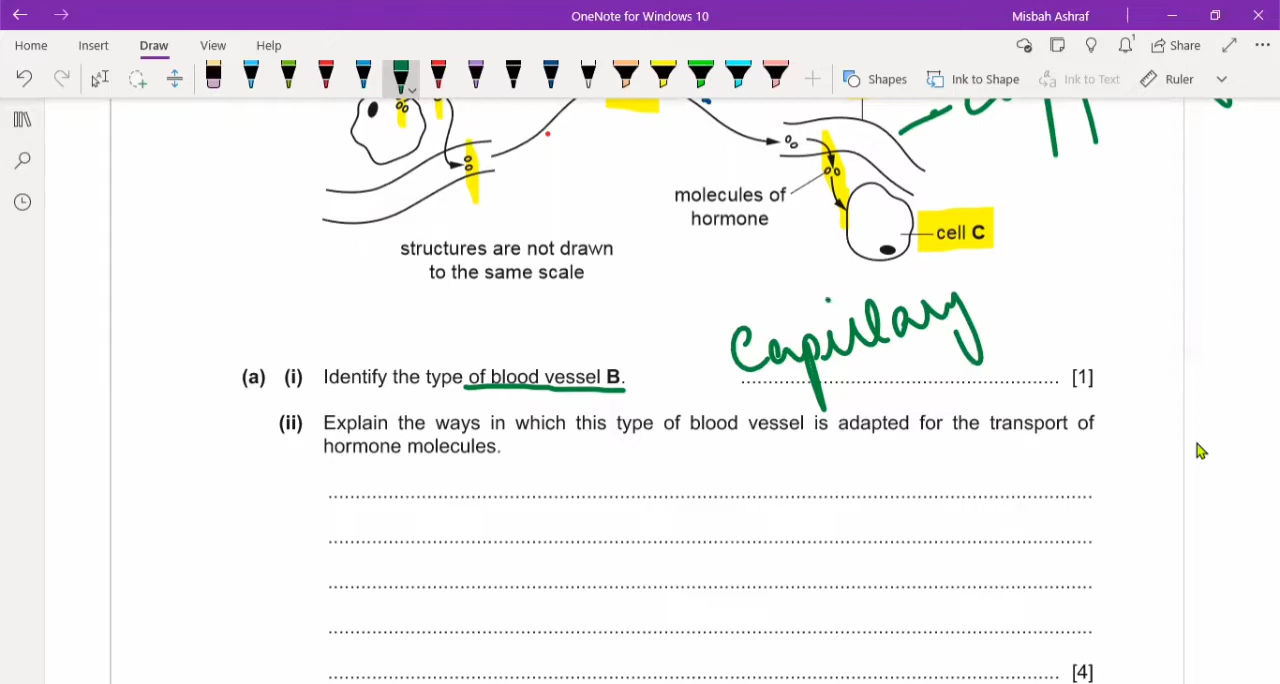 OneNote for Windows 10
Misbah Ashraf
Home Insert Draw View Help
Share
Shapes Ink to Shape Ink to Text Ruler
molecules of
hormone
cell C
structures are not drawn
to the same scale
Capillary
(a) (i) Identify the type of blood vessel B. [1]
(ii) Explain the ways in which this type of blood vessel is adapted for the transport of
hormone molecules.
[4]